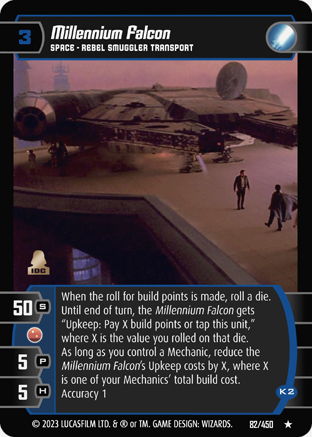 3
Millennium Falcon
SPACE - REBEL SMUGGLER TRANSPORT
IDC
50 S
5 P
5 H
When the roll for build points is made, roll a die.
Until end of turn, the Millennium Falcon gets
“Upkeep: Pay X build points or tap this unit,”
where X is the value you rolled on that die.
As long as you control a Mechanic, reduce the
Millennium Falcon’s Upkeep costs by X, where X
is one of your Mechanics’ total build cost.
Accuracy 1
K2
© 2023 LUCASFILM LTD. & ® or TM. GAME DESIGN: WIZARDS.
82/450